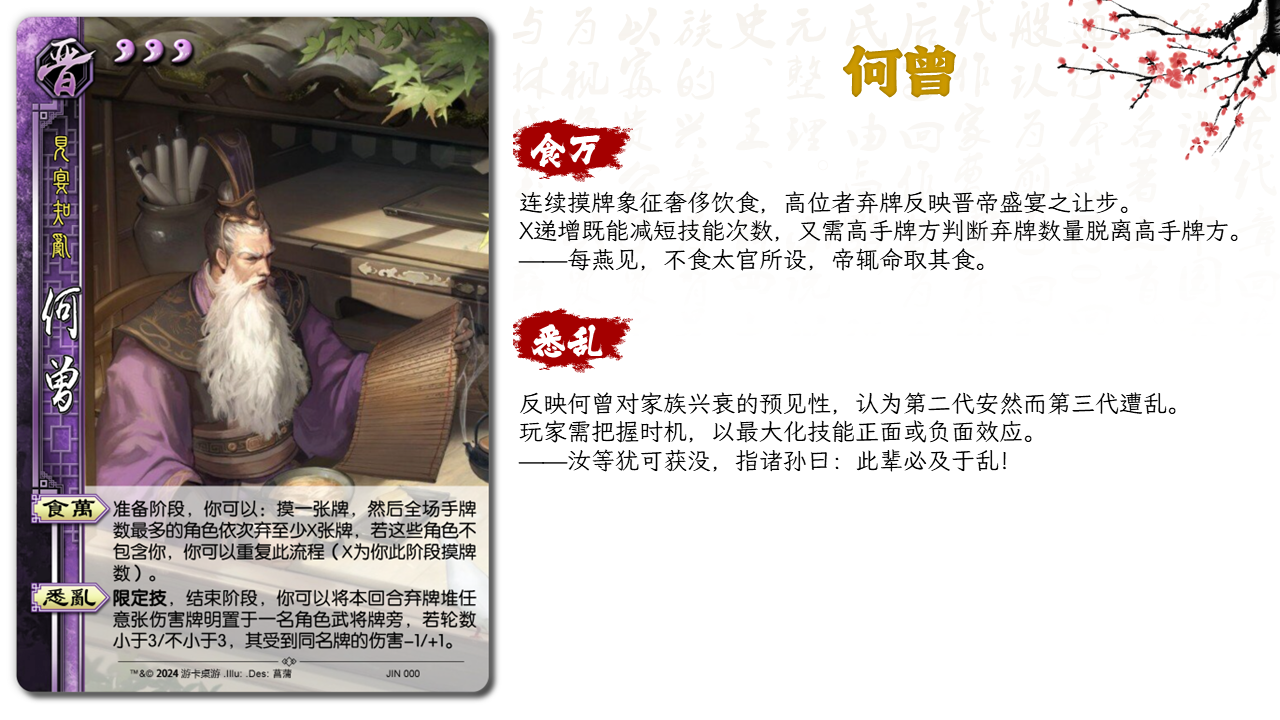 晋
見宴知亂
何曾
食萬
准备阶段，你可以：摸一张牌，然后全场手牌
数最多的角色依次弃至少X张牌，若这些角色不
包含你，你可以重复此流程（X为你此阶段摸牌
数）。
悉亂
限定技，结束阶段，你可以将本回合弃牌堆任
意张伤害牌明置于一名角色武将牌旁，若轮数
小于3/不小于3，其受到同名牌的伤害-1/+1。
™&© 2024 游卡桌游 .Illu: .Des: 菖蒲
JIN 000
何曾
食万
连续摸牌象征奢侈饮食，高位者弃牌反映晋帝盛宴之让步。
X递增既能减短技能次数，又需高手牌方判断弃牌数量脱离高手牌方。
——每燕见，不食太官所设，帝辄命取其食。
悉乱
反映何曾对家族兴衰的预见性，认为第二代安然而第三代遭乱。
玩家需把握时机，以最大化技能正面或负面效应。
——汝等犹可获没，指诸孙曰：此辈必及于乱！